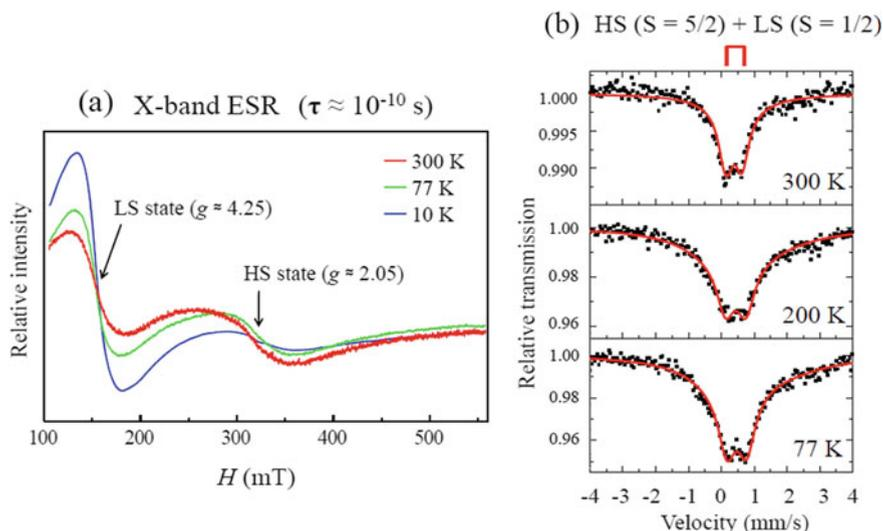 (a) X-band ESR (τ ≈ 10⁻¹⁰ s)
300 K
77 K
10 K
LS state (g ≈ 4.25)
HS state (g ≈ 2.05)
Relative intensity
100 200 300 400 500
H (mT)
(b) HS (S = 5/2) + LS (S = 1/2)
1.000
0.995
0.990
300 K
1.00
0.98
0.96
200 K
1.00
0.98
0.96
77 K
Relative transmission
-4 -3 -2 -1 0 1 2 3 4
Velocity (mm/s)